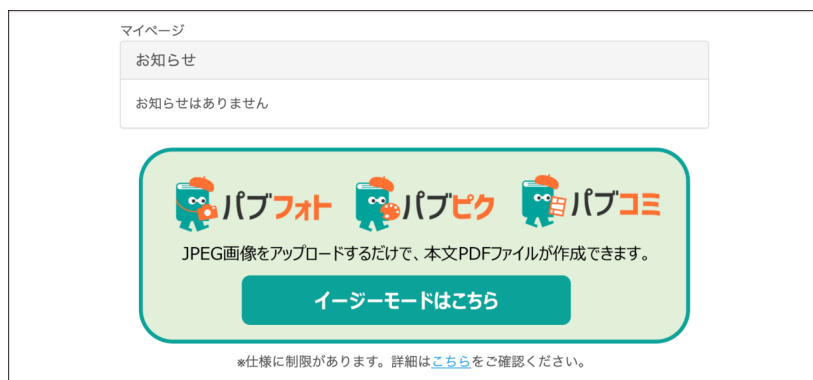 マイページ
お知らせ
お知らせはありません
パブフォト パブピク パブコミ
JPEG画像をアップロードするだけで、本文PDFファイルが作成できます。
イージーモードはこちら
※仕様に制限があります。詳細はこちらをご確認ください。